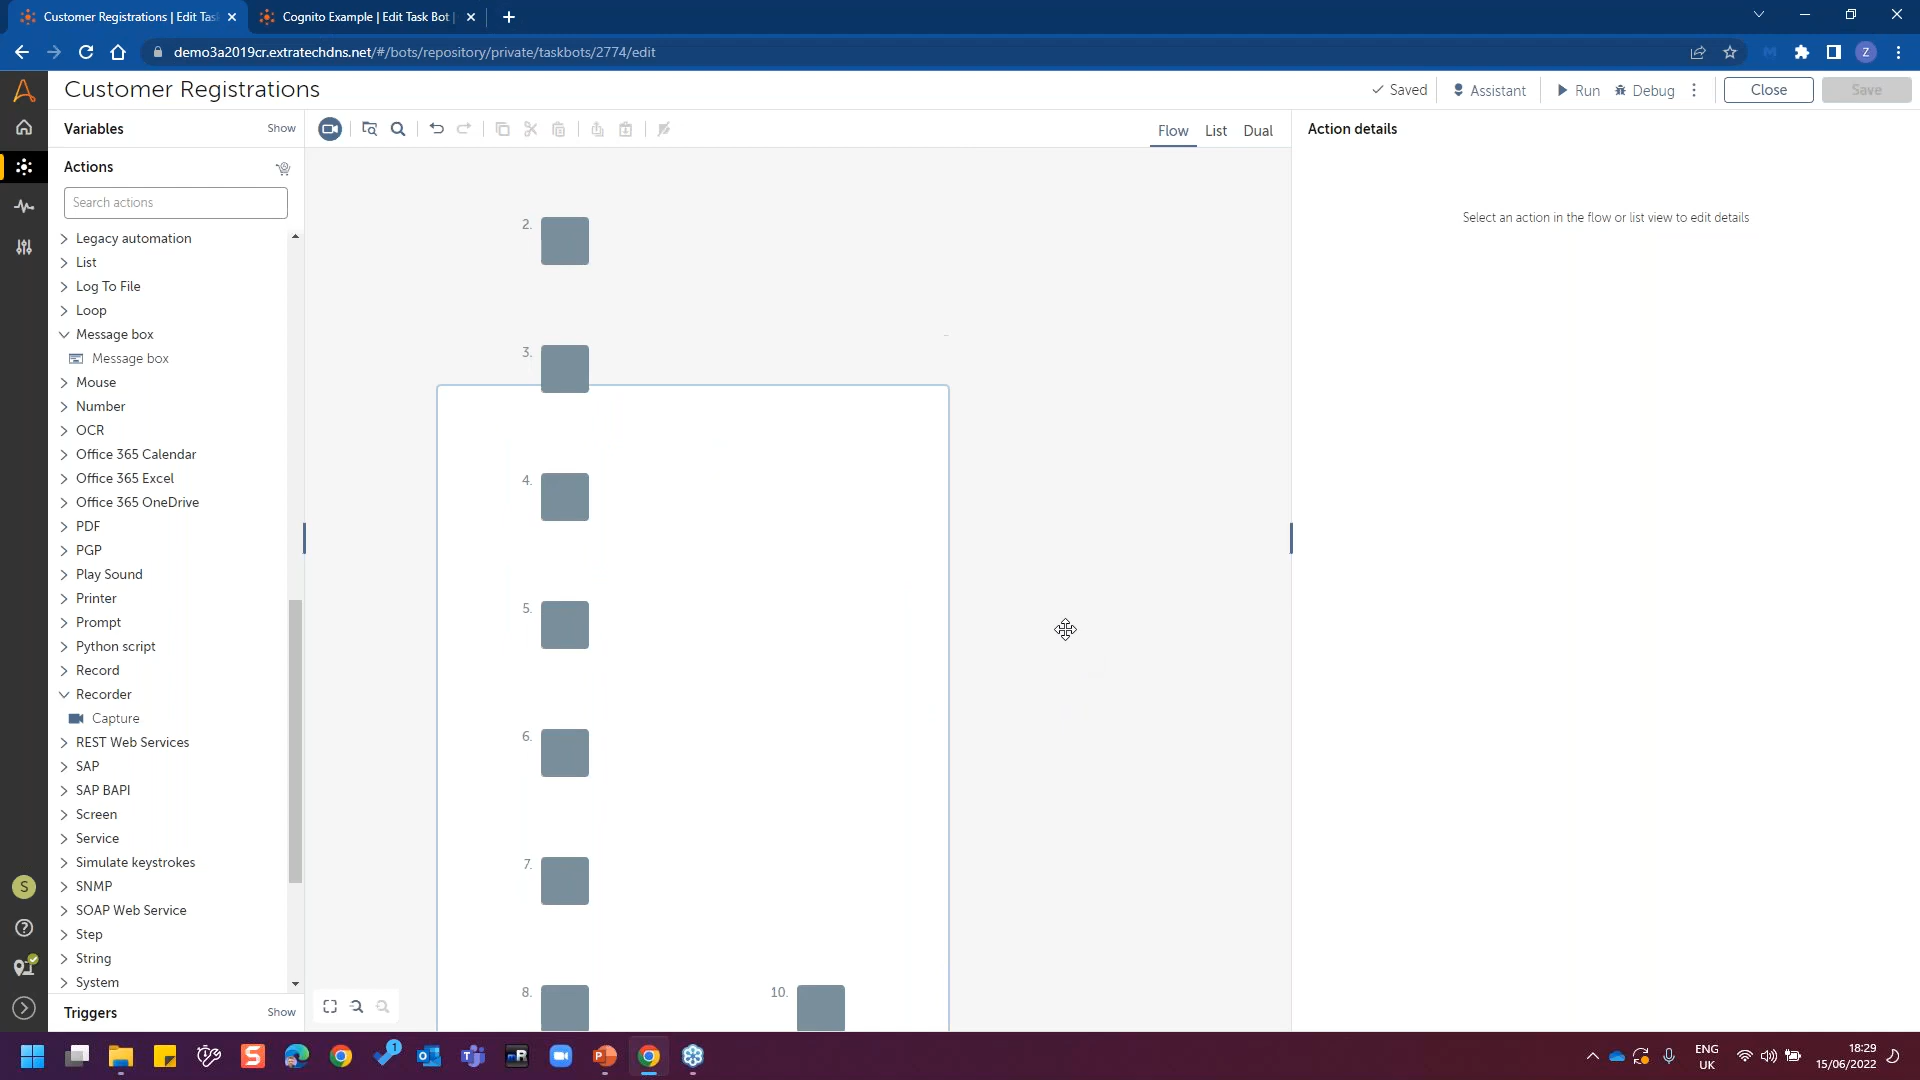 Customer Registrations | Edit Tas
Cognito Example | Edit Task Bot |
demo3a2019cr.extratechdns.net/#/bots/repository/private/taskbots/2774/edit
Z
Customer Registrations
Saved
Assistant
Run
Debug
Close
Save
Variables
Show
Flow
List
Dual
Action details
Actions
Search actions
Select an action in the flow or list view to edit details
Legacy automation
List
Log To File
Loop
Message box
Message box
Mouse
Number
OCR
Office 365 Calendar
Office 365 Excel
Office 365 OneDrive
PDF
PGP
Play Sound
Printer
Prompt
Python script
Record
Recorder
Capture
REST Web Services
SAP
SAP BAPI
Screen
Service
Simulate keystrokes
SNMP
SOAP Web Service
Step
String
System
Triggers
Show
2.
3.
4.
5.
6.
7.
8.
10.
S
1
ENG
UK
18:29
15/06/2022